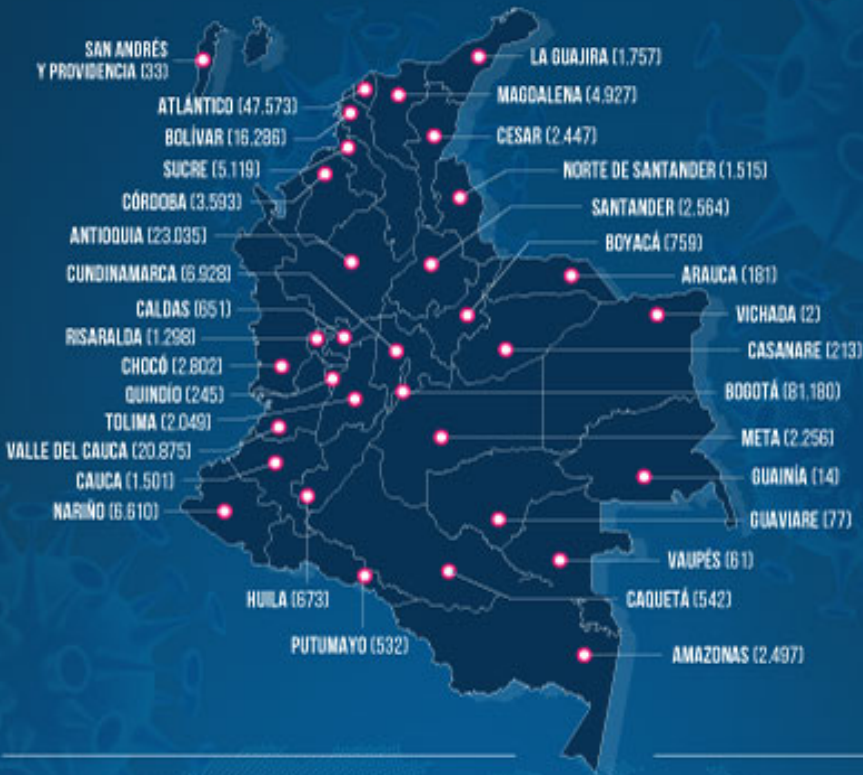 SAN ANDRÉS
Y PROVIDENCIA (33)
ATLÁNTICO (47.573)
BOLÍVAR (16.286)
SUCRE (5.119)
CÓRDOBA (3.593)
ANTIOQUIA (23.035)
CUNDINAMARCA (6.928)
CALDAS (651)
RISARALDA (1.298)
CHOCÓ (2.802)
QUINDÍO (245)
TOLIMA (2.049)
VALLE DEL CAUCA (20.875)
CAUCA (1.501)
NARIÑO (6.610)
HUILA (673)
PUTUMAYO (532)
LA GUAJIRA (1.757)
MAGDALENA (4.927)
CESAR (2.447)
NORTE DE SANTANDER (1.515)
SANTANDER (2.564)
BOYACÁ (759)
ARAUCA (181)
VICHADA (2)
CASANARE (213)
BOGOTÁ (81.180)
META (2.256)
GUAINÍA (14)
GUAVIARE (77)
VAUPÉS (61)
CAQUETÁ (542)
AMAZONAS (2.497)